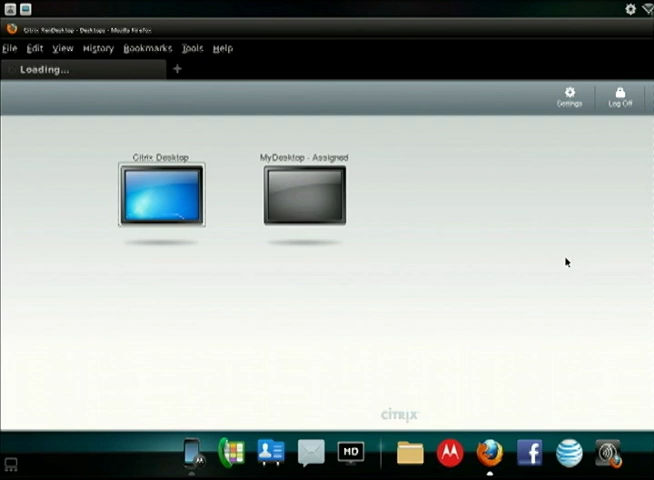 Citrix XenDesktop - Desktops - Mozilla Firefox
File Edit View History Bookmarks Tools Help
Loading... +
Settings Log Off
Citrix Desktop MyDesktop - Assigned
CITRIX
HD
f
at&t